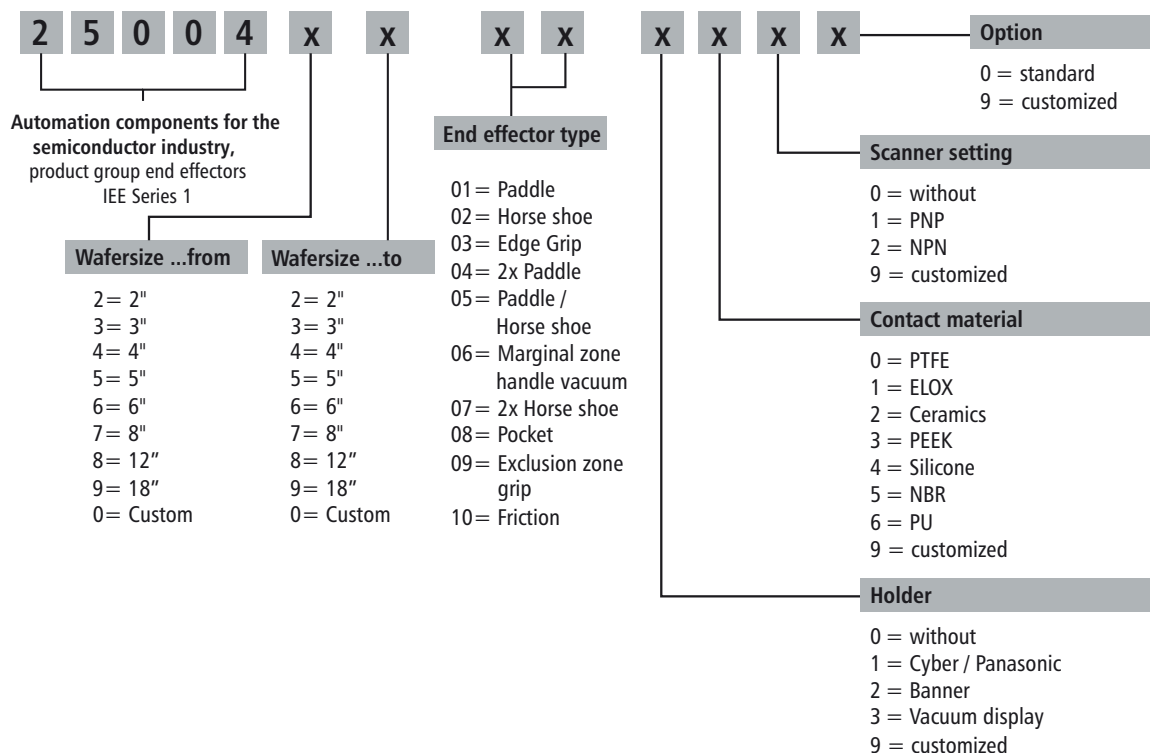 2 5 0 0 4 x x x x x x x x
Automation components for the
semiconductor industry,
product group end effectors
IEE Series 1
Wafersize ...from
2= 2"
3= 3"
4= 4"
5= 5"
6= 6"
7= 8"
8= 12"
9= 18"
0= Custom
Wafersize ...to
2= 2"
3= 3"
4= 4"
5= 5"
6= 6"
7= 8"
8= 12"
9= 18"
0= Custom
End effector type
01= Paddle
02= Horse shoe
03= Edge Grip
04= 2x Paddle
05= Paddle /
Horse shoe
06= Marginal zone
handle vacuum
07= 2x Horse shoe
08= Pocket
09= Exclusion zone
grip
10= Friction
Option
0 = standard
9 = customized
Scanner setting
0 = without
1 = PNP
2 = NPN
9 = customized
Contact material
0 = PTFE
1 = ELOX
2 = Ceramics
3 = PEEK
4 = Silicone
5 = NBR
6 = PU
9 = customized
Holder
0 = without
1 = Cyber / Panasonic
2 = Banner
3 = Vacuum display
9 = customized